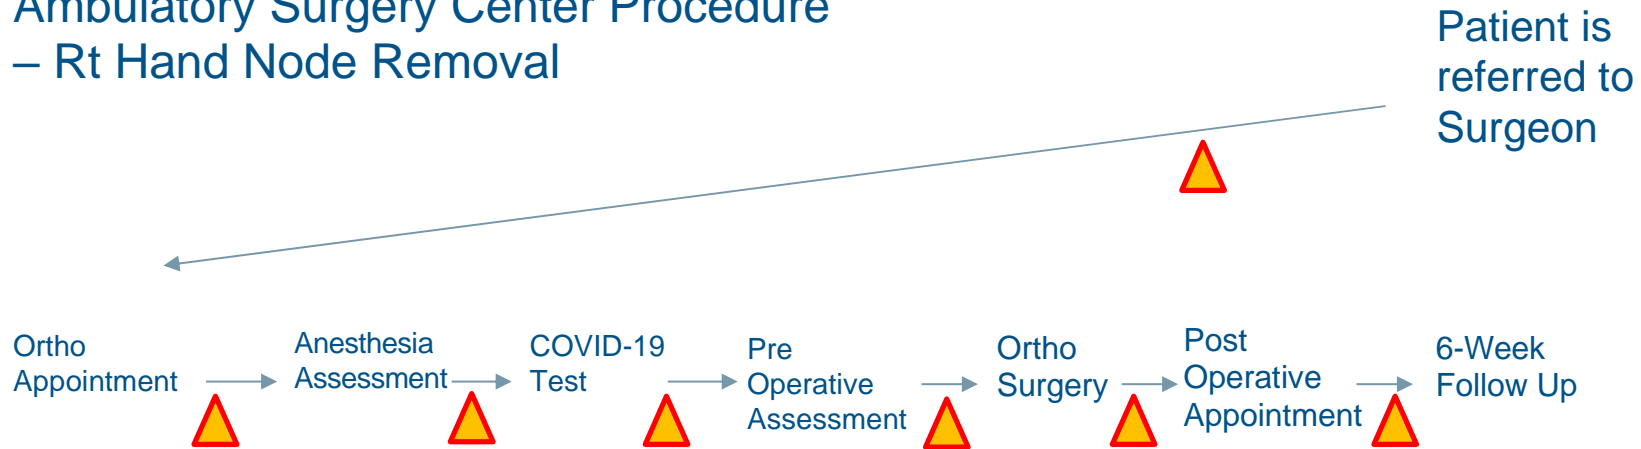 Ambulatory Surgery Center Procedure
– Rt Hand Node Removal
Patient is
referred to
Surgeon
Ortho
Appointment
Anesthesia
Assessment
COVID-19
Test
Pre
Operative
Assessment
Ortho
Surgery
Post
Operative
Appointment
6-Week
Follow Up